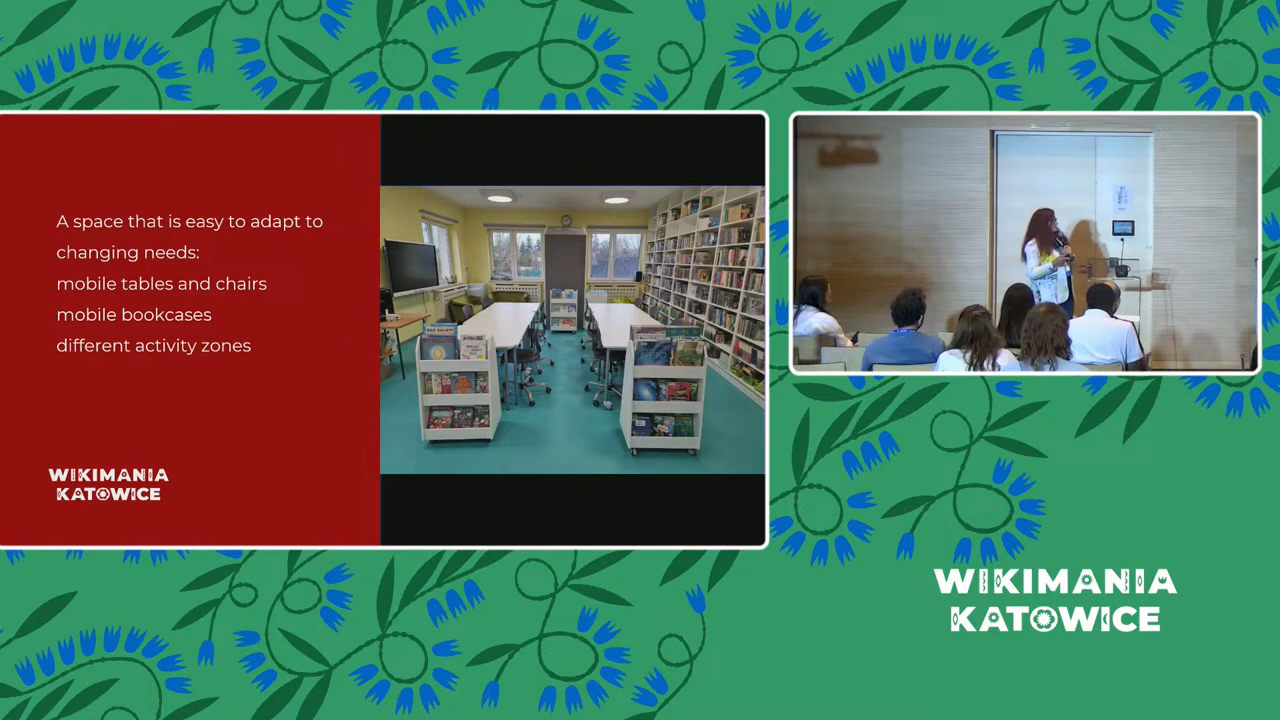 A space that is easy to adapt to
changing needs:
mobile tables and chairs
mobile bookcases
different activity zones
WIKIMANIA
KATOWICE
WIKIMANIA
KATOWICE